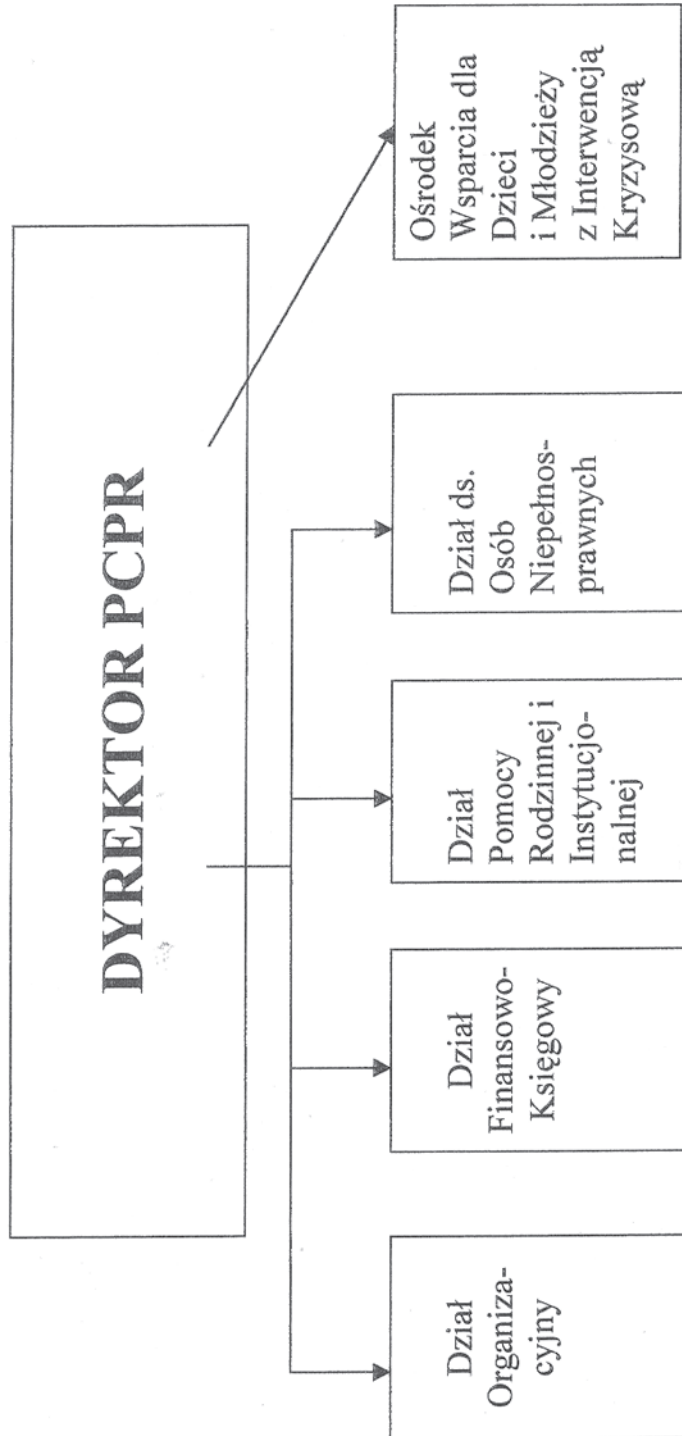 DYREKTOR PCPR
Dział
Organiza-
cyjny
Dział
Finansowo-
Księgowy
Dział
Pomocy
Rodzinnej i
Instytucjo-
nalnej
Dział ds.
Osób
Niepełnos-
prawnych
Ośrodek
Wsparcia dla
Dzieci
i Młodzieży
z Interwencją
Kryzysową